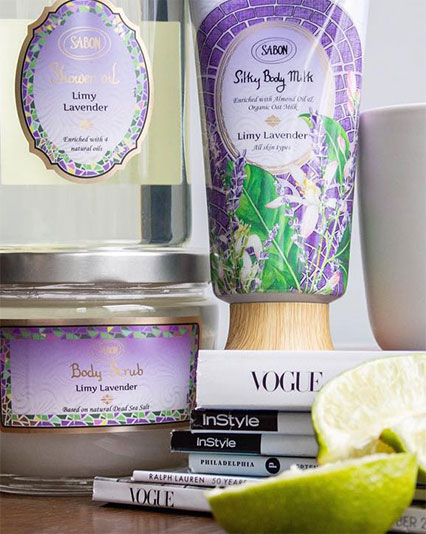 SABON
Shower oil
Limy
Lavender
Enriched with 4
natural oils
SABON
Silky Body Milk
Enriched with Almond Oil &
Organic Oat Milk
Limy Lavender
All skin types
SABON
Body Scrub
Limy Lavender
Based on natural Dead Sea Salt
VOGUE
InStyle
InStyle
PHILADELPHIA
RALPH LAUREN 50 YEARS
VOGUE